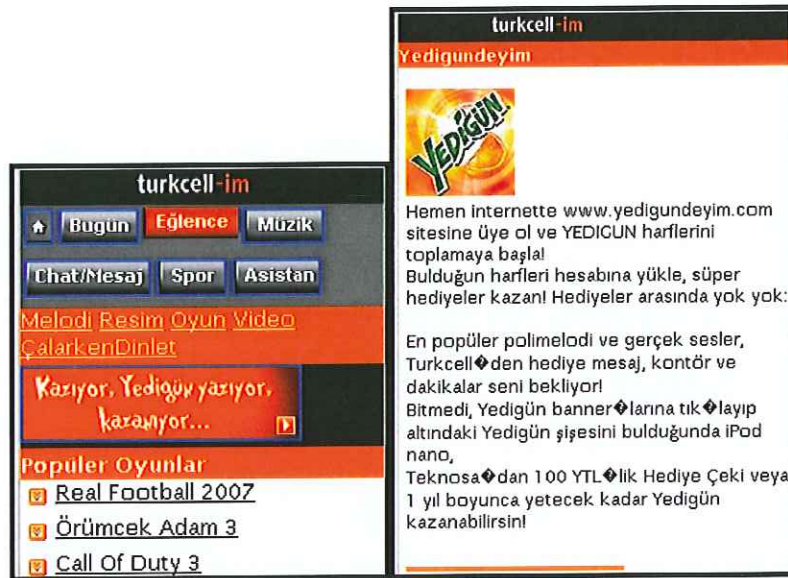 turkcell-im
Bugün Eğlence Müzik
Chat/Mesaj Spor Asistan
Melodi Resim Oyun Video
ÇalarkenDinlet
Kazıyor, Yedigün yazıyor,
kazanıyor...
Popüler Oyunlar
Real Football 2007
Örümcek Adam 3
Call Of Duty 3
turkcell-im
Yedigundeyim
YEDİGÜN
Hemen internette www.yedigundeyim.com
sitesine üye ol ve YEDIGUN harflerini
toplamaya başla!
Bulduğun harfleri hesabına yükle, süper
hediyeler kazan! Hediyeler arasında yok yok:
En popüler polimelodi ve gerçek sesler,
Turkcell�den hediye mesaj, kontör ve
dakikalar seni bekliyor!
Bitmedi, Yedigün banner�larına tık�layıp
altındaki Yedigün şişesini bulduğunda iPod
nano,
Teknosa�dan 100 YTL�lik Hediye Çeki veya
1 yıl boyunca yetecek kadar Yedigün
kazanabilirsin!